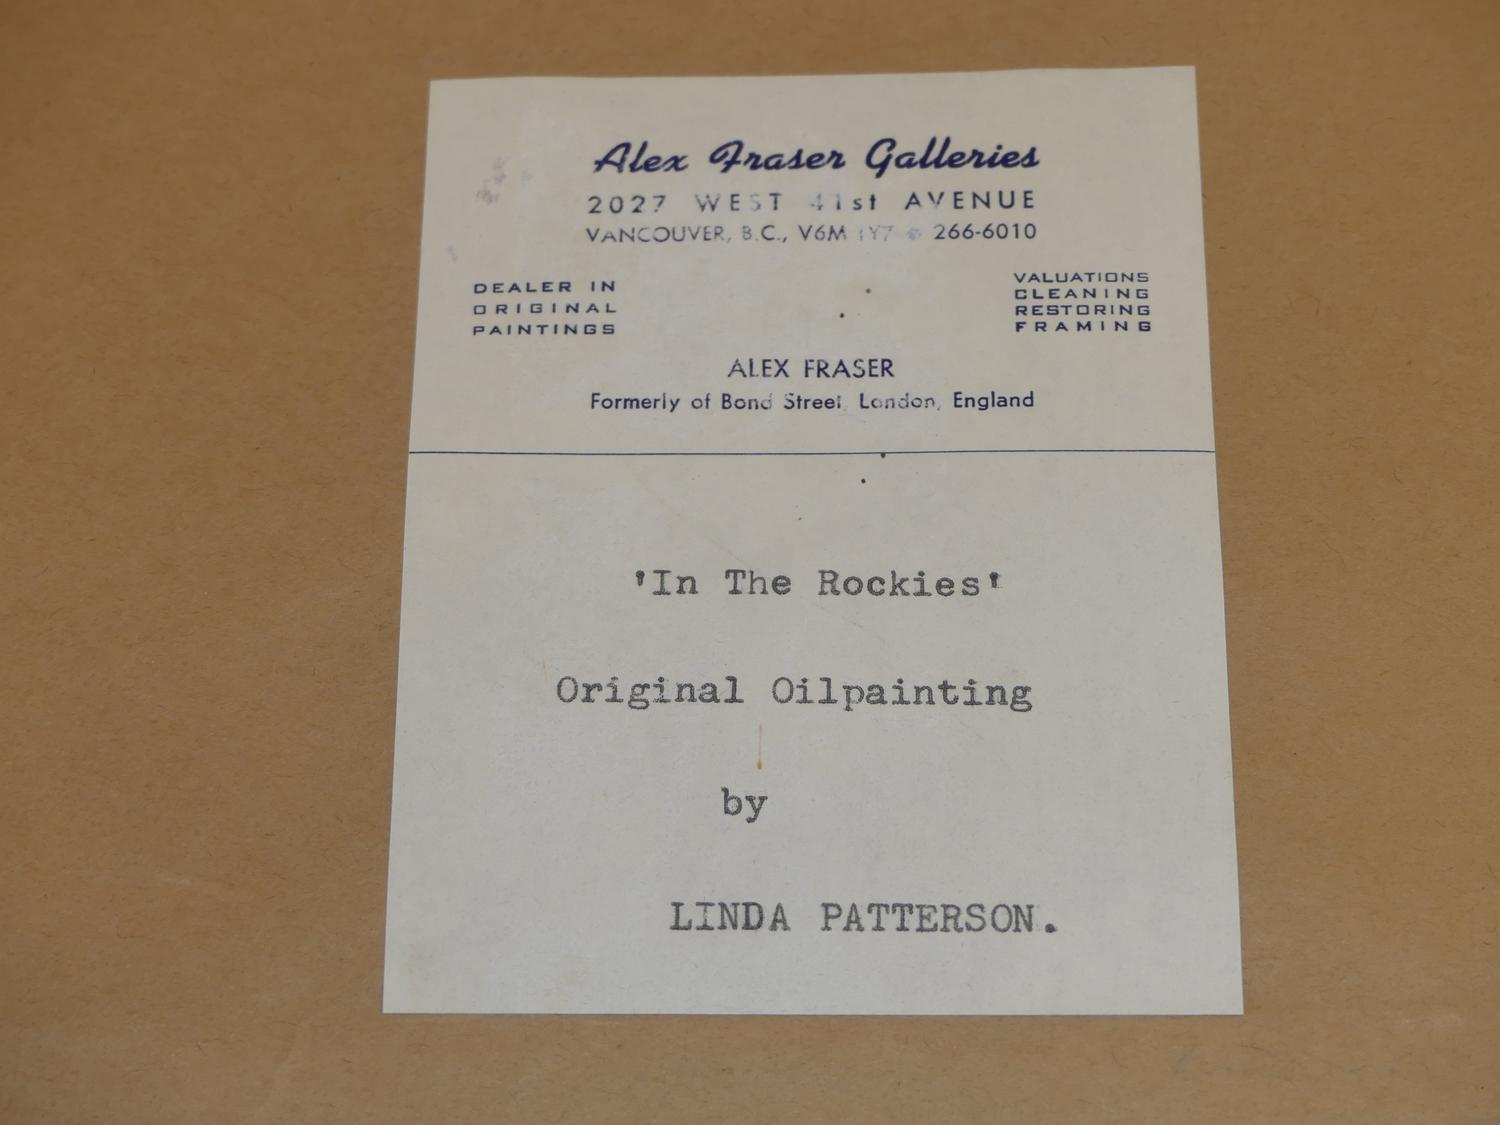 Alex Fraser Galleries
2027 WEST 41st AVENUE
VANCOUVER, B.C., V6M 1Y7 266-6010
DEALER IN
ORIGINAL
PAINTINGS
VALUATIONS
CLEANING
RESTORING
FRAMING
ALEX FRASER
Formerly of Bond Street, London, England
'In The Rockies'
Original Oilpainting
by
LINDA PATTERSON.